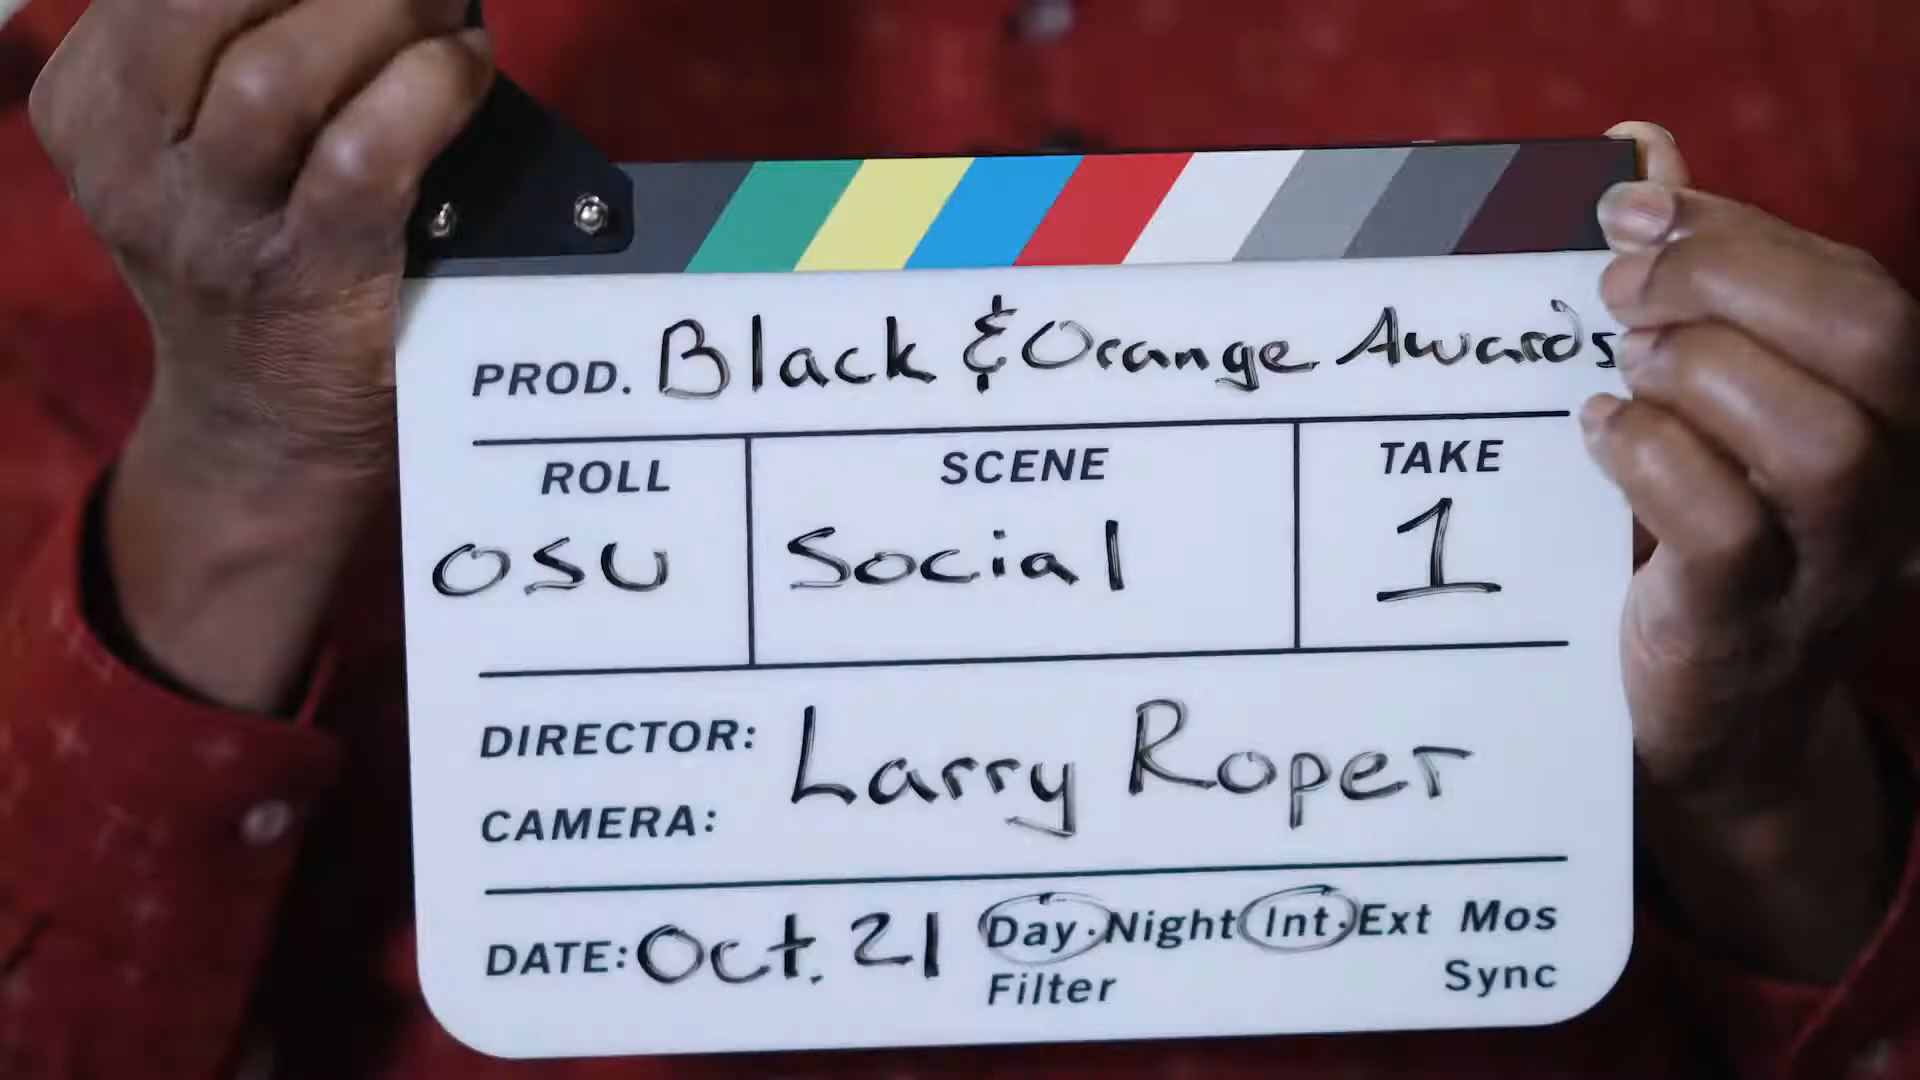 PROD. Black & Orange Awards
ROLL SCENE TAKE
OSU Social 1
DIRECTOR: Larry Roper
CAMERA:
DATE: Oct. 21 Day · Night Int · Ext Mos
Filter Sync